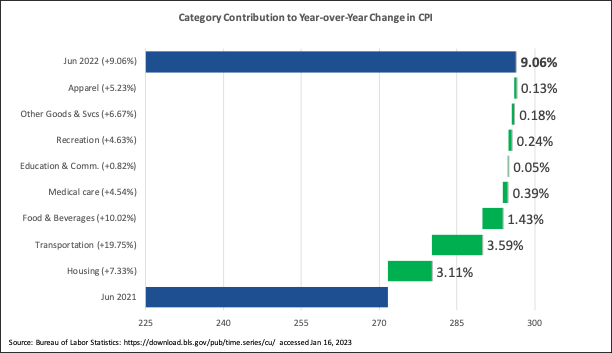 Category Contribution to Year-over-Year Change in CPI
Jun 2022 (+9.06%) 9.06%
Apparel (+5.23%) 0.13%
Other Goods & Svcs (+6.67%) 0.18%
Recreation (+4.63%) 0.24%
Education & Comm. (+0.82%) 0.05%
Medical care (+4.54%) 0.39%
Food & Beverages (+10.02%) 1.43%
Transportation (+19.75%) 3.59%
Housing (+7.33%) 3.11%
Jun 2021
225 240 255 270 285 300
Source: Bureau of Labor Statistics: https://download.bls.gov/pub/time.series/cu/ accessed Jan 16, 2023